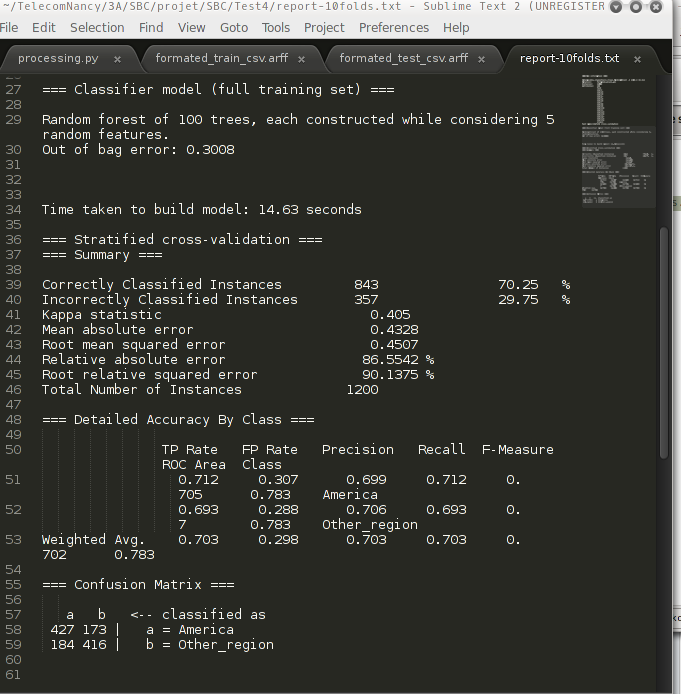 ~/TelecomNancy/3A/SBC/projet/SBC/Test4/report-10folds.txt - Sublime Text 2 (UNREGISTER
File Edit Selection Find View Goto Tools Project Preferences Help
processing.py × formated_train_csv.arff × formated_test_csv.arff × report-10folds.txt ×
27 === Classifier model (full training set) ===
28
29 Random forest of 100 trees, each constructed while considering 5
random features.
30 Out of bag error: 0.3008
31
32
33
34 Time taken to build model: 14.63 seconds
35
36 === Stratified cross-validation ===
37 === Summary ===
38
39 Correctly Classified Instances 843 70.25 %
40 Incorrectly Classified Instances 357 29.75 %
41 Kappa statistic 0.405
42 Mean absolute error 0.4328
43 Root mean squared error 0.4507
44 Relative absolute error 86.5542 %
45 Root relative squared error 90.1375 %
46 Total Number of Instances 1200
47
48 === Detailed Accuracy By Class ===
49
50 TP Rate FP Rate Precision Recall F-Measure
ROC Area Class
51 0.712 0.307 0.699 0.712 0.
705 0.783 America
52 0.693 0.288 0.706 0.693 0.
7 0.783 Other_region
53 Weighted Avg. 0.703 0.298 0.703 0.703 0.
702 0.783
54
55 === Confusion Matrix ===
56
57 a b <-- classified as
58 427 173 | a = America
59 184 416 | b = Other_region
60
61